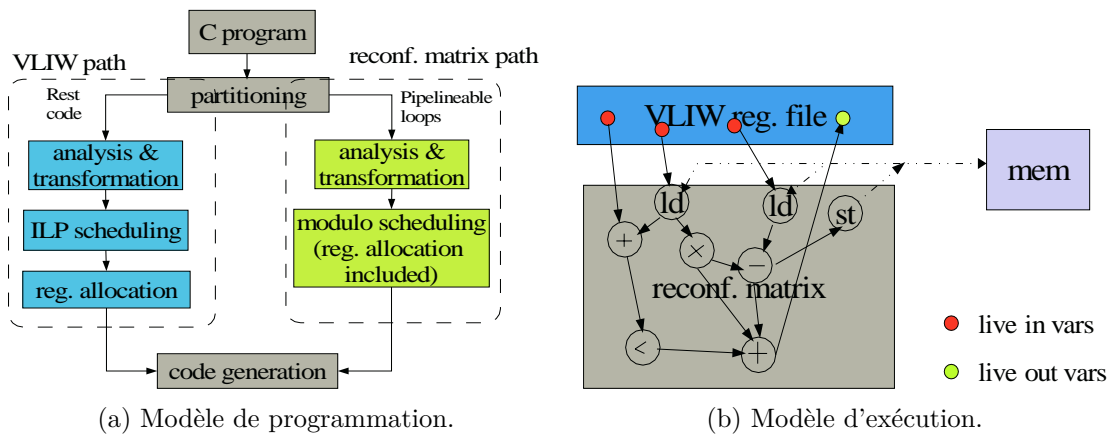 C program
VLIW path
reconf. matrix path
partitioning
Rest
code
Pipelineable
loops
analysis &
transformation
analysis &
transformation
ILP scheduling
modulo scheduling
(reg. allocation
included)
reg. allocation
code generation
(a) Modèle de programmation.
VLIW reg. file
mem
ld
ld
st
+
×
−
reconf. matrix
<
+
live in vars
live out vars
(b) Modèle d'exécution.